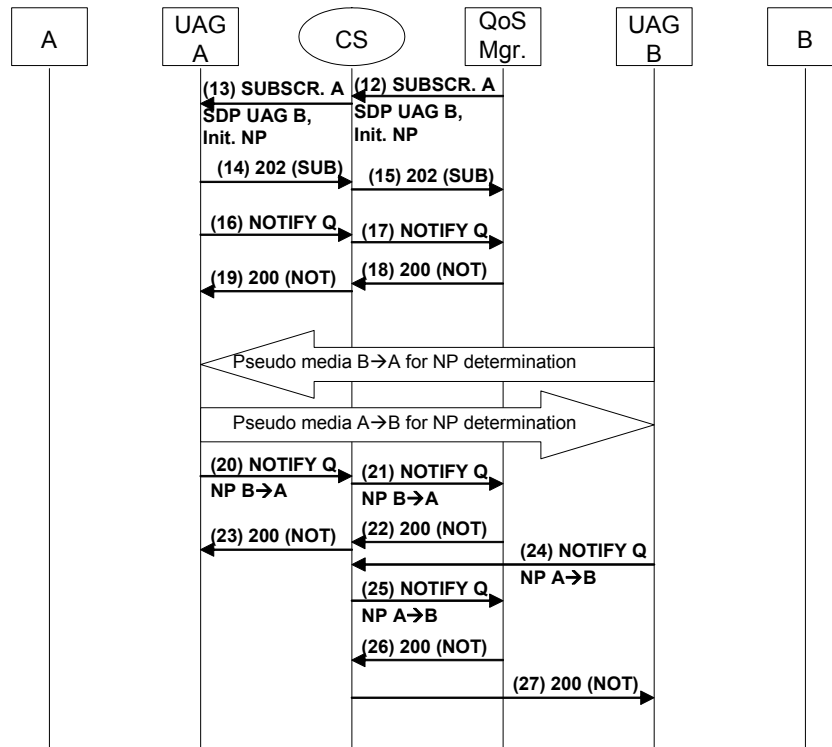 A
UAG
A
CS
QoS
Mgr.
UAG
B
B
(13) SUBSCR. A
SDP UAG B,
Init. NP
(12) SUBSCR. A
SDP UAG B,
Init. NP
(14) 202 (SUB)
(15) 202 (SUB)
(16) NOTIFY Q
(17) NOTIFY Q
(19) 200 (NOT)
(18) 200 (NOT)
Pseudo media B→A for NP determination
Pseudo media A→B for NP determination
(20) NOTIFY Q
NP B→A
(21) NOTIFY Q
NP B→A
(22) 200 (NOT)
(23) 200 (NOT)
(24) NOTIFY Q
NP A→B
(25) NOTIFY Q
NP A→B
(26) 200 (NOT)
(27) 200 (NOT)